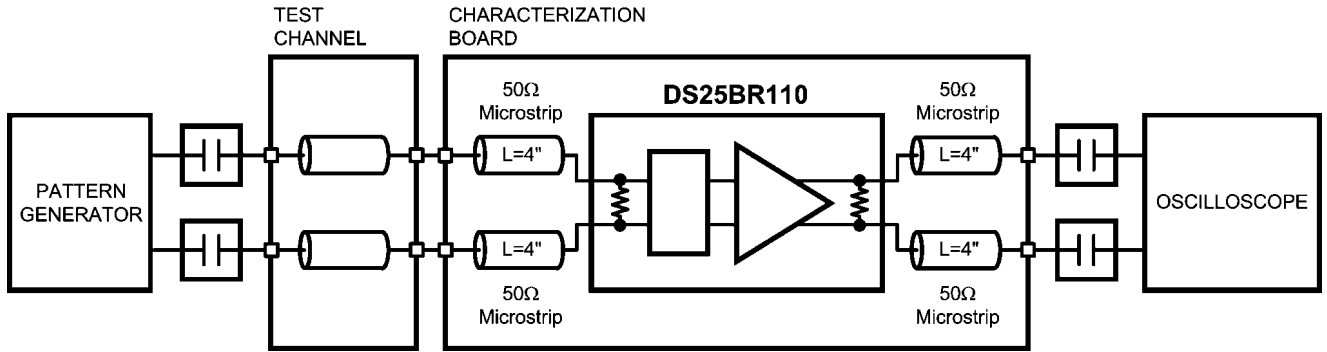 TEST
CHANNEL
CHARACTERIZATION
BOARD
50Ω
Microstrip
DS25BR110
50Ω
Microstrip
L=4"
L=4"
PATTERN
GENERATOR
OSCILLOSCOPE
L=4"
L=4"
50Ω
Microstrip
50Ω
Microstrip